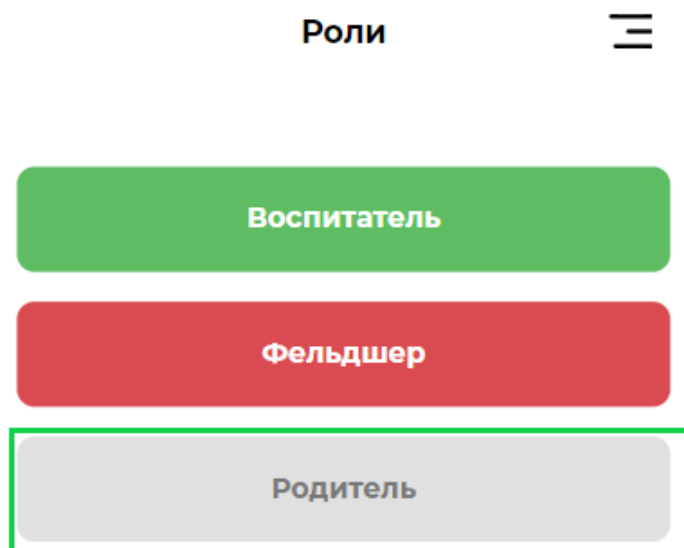 Роли
Воспитатель
Фельдшер
Родитель